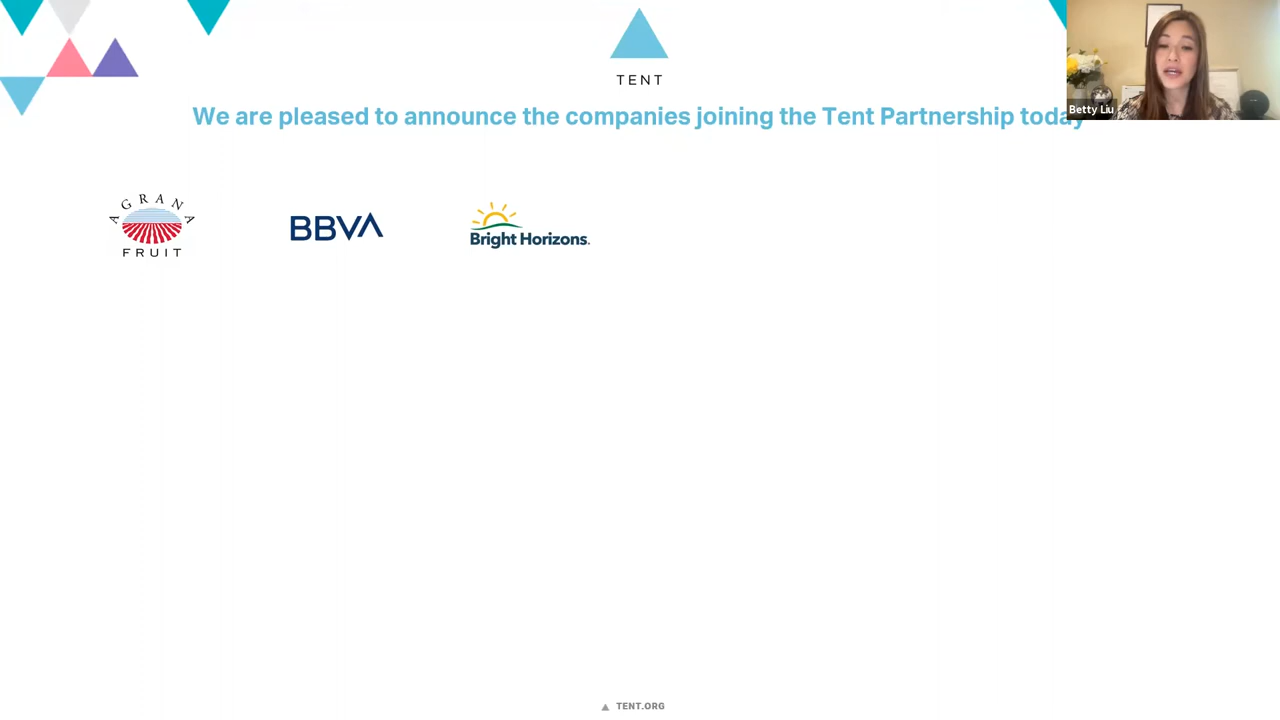 TENT
We are pleased to announce the companies joining the Tent Partnership today
Betty Liu
AGRANA
FRUIT
BBVA
Bright Horizons.
TENT.ORG